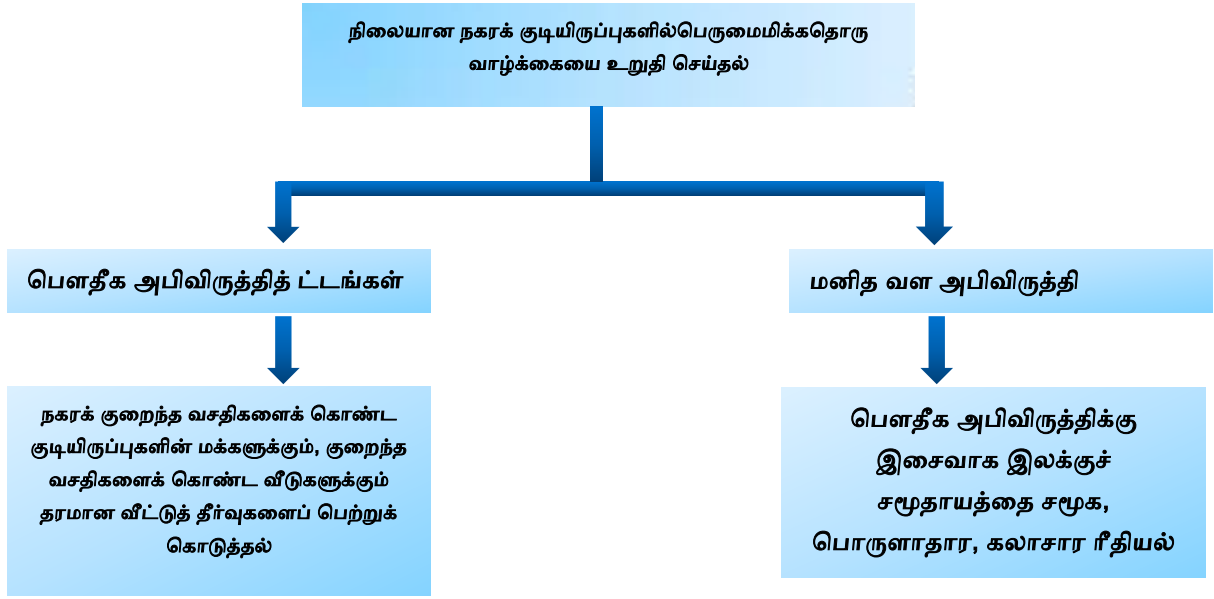 நிலையான நகரக் குடியிருப்புகளில்பெருமைமிக்கதொரு
வாழ்க்கையை உறுதி செய்தல்
பௌதீக அபிவிருத்தித் ட்டங்கள்
மனித வள அபிவிருத்தி
நகரக் குறைந்த வசதிகளைக் கொண்ட
குடியிருப்புகளின் மக்களுக்கும், குறைந்த
வசதிகளைக் கொண்ட வீடுகளுக்கும்
தரமான வீட்டுத் தீர்வுகளைப் பெற்றுக்
கொடுத்தல்
பௌதீக அபிவிருத்திக்கு
இசைவாக இலக்குச்
சமூதாயத்தை சமூக,
பொருளாதார, கலாசார ரீதியல்